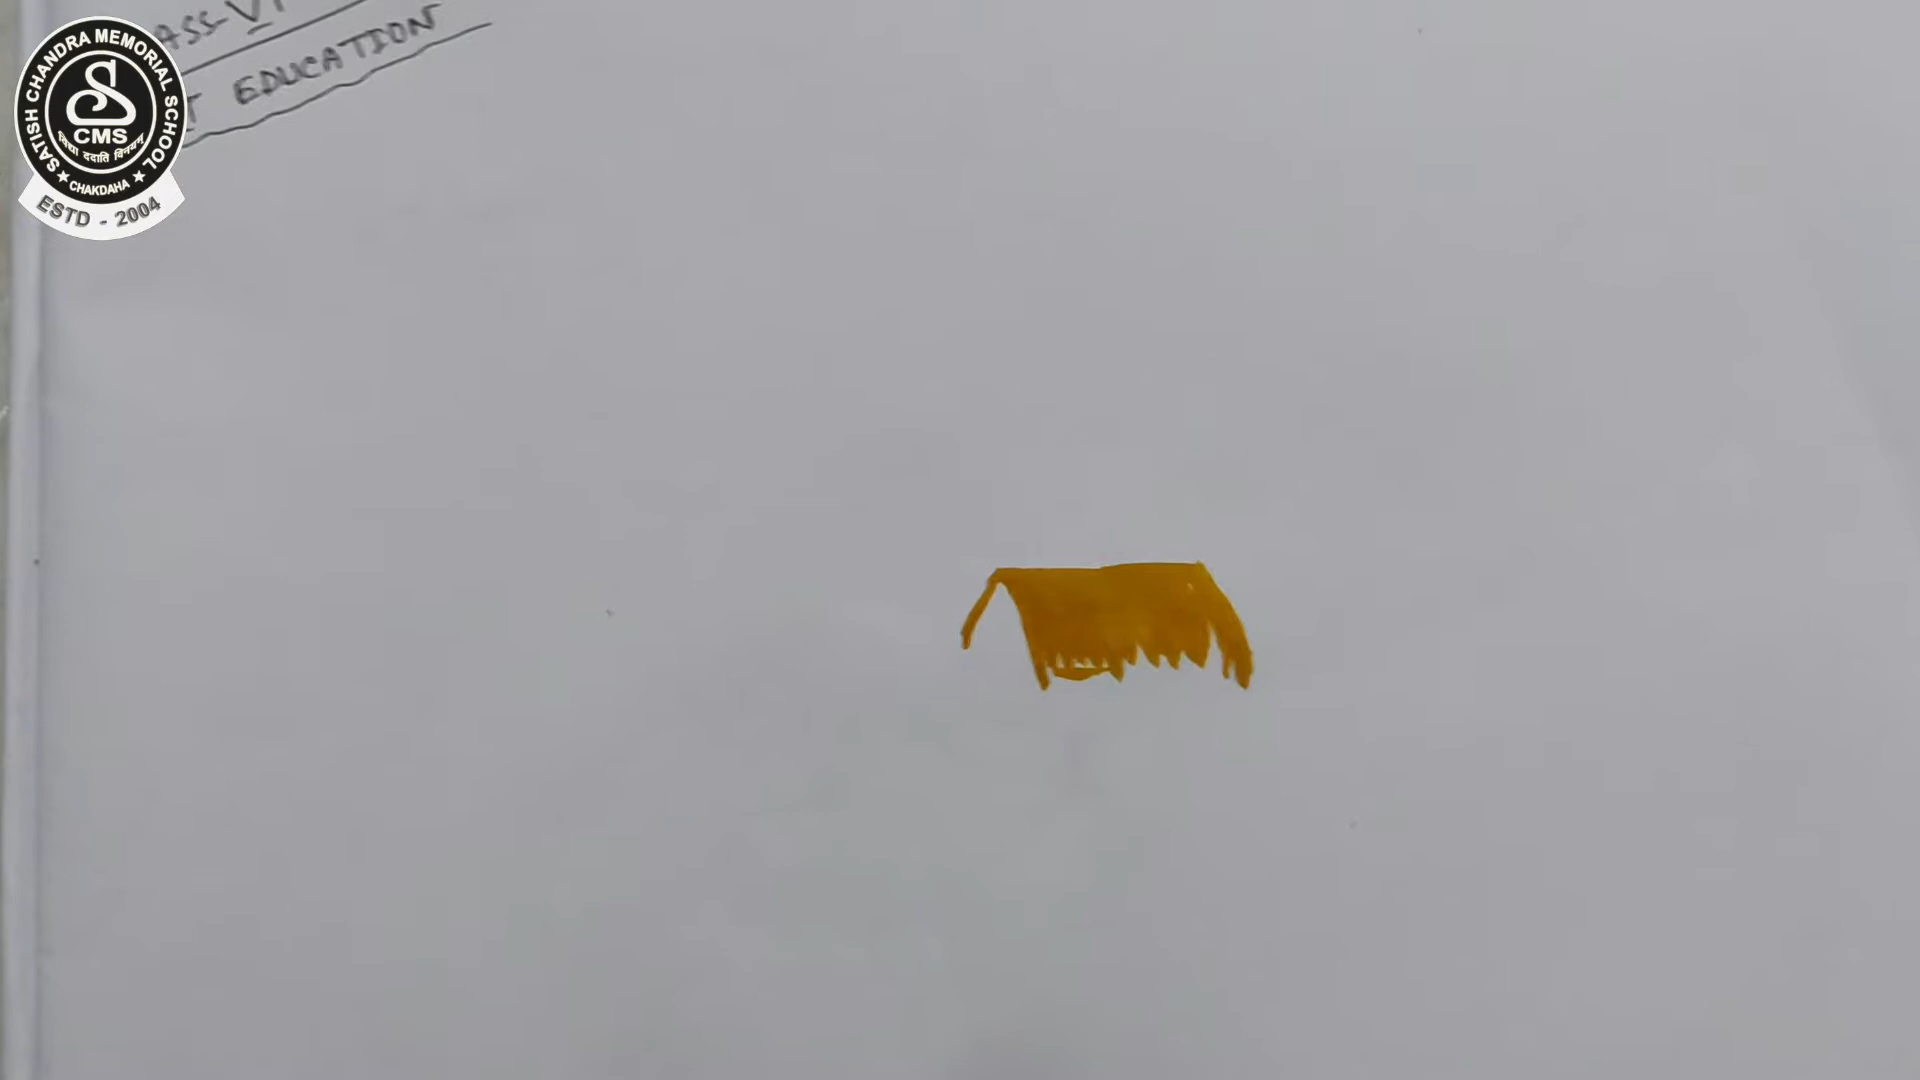 SATISH CHANDRA MEMORIAL SCHOOL
CMS
विद्या ददाति विनयम्
★ CHAKDAHA ★
ESTD - 2004
EDUCATION